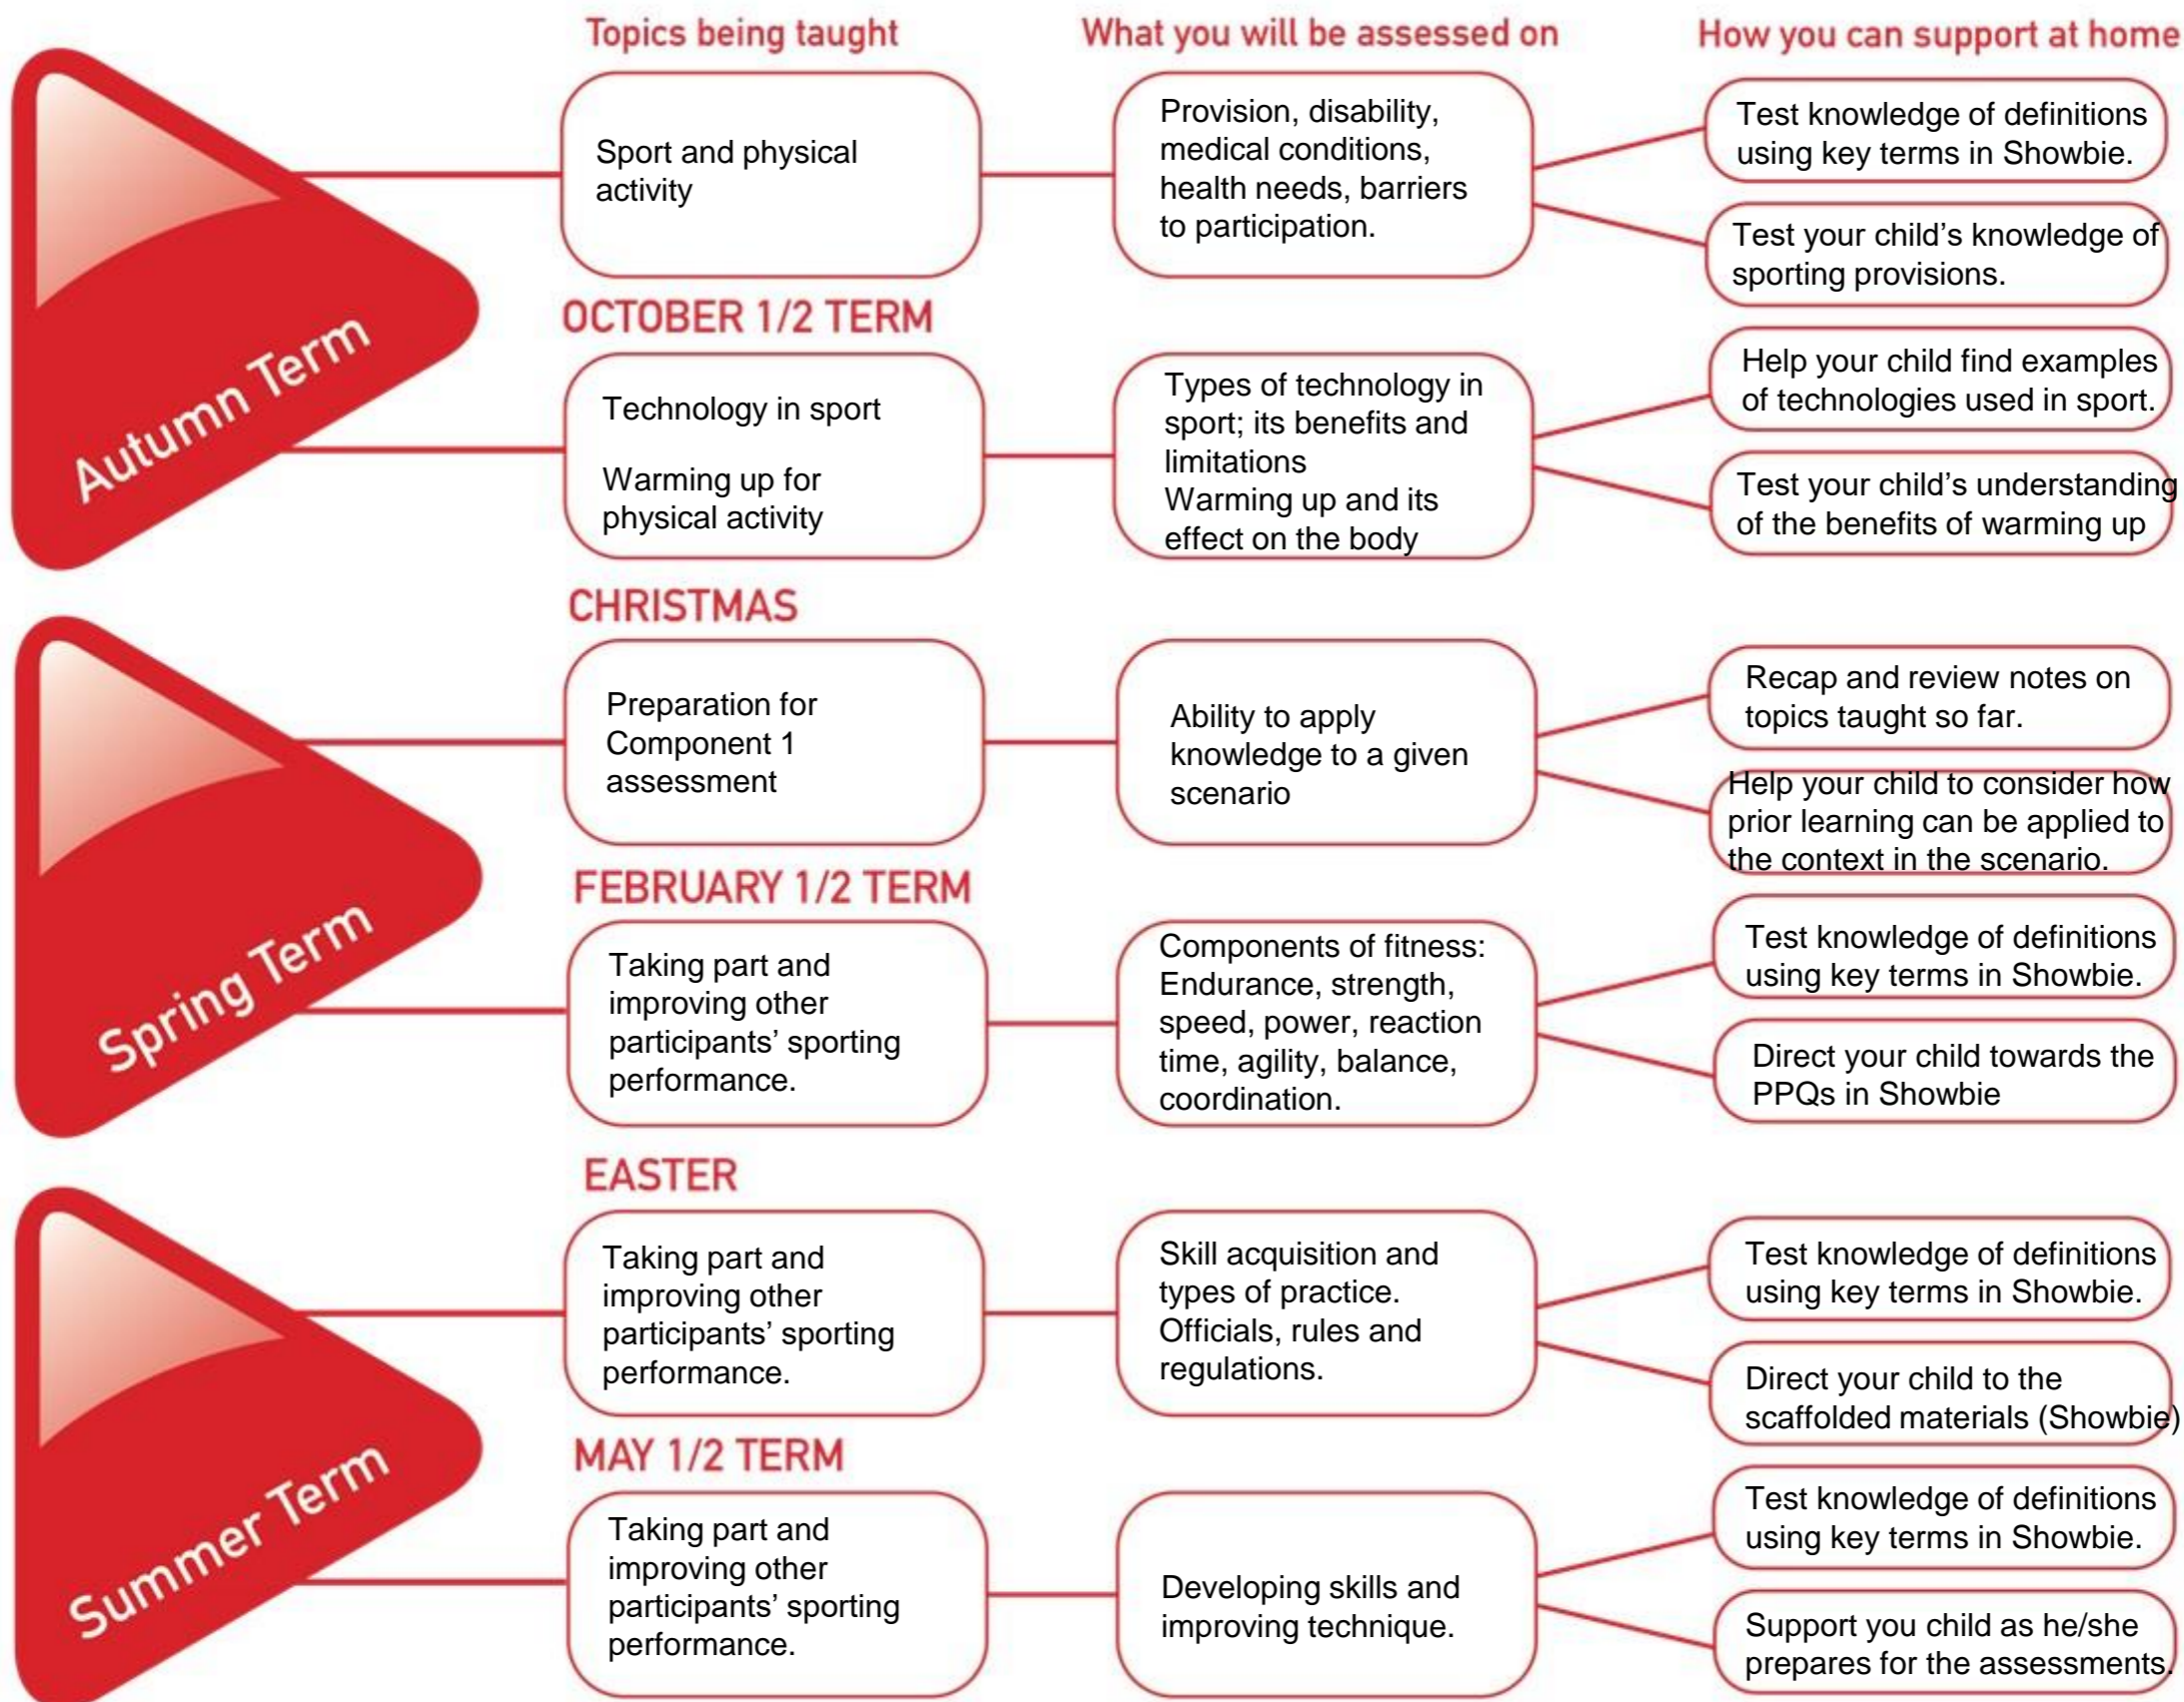 Topics being taught
What you will be assessed on
How you can support at home
Autumn Term
Sport and physical
activity
Provision, disability,
medical conditions,
health needs, barriers
to participation.
Test knowledge of definitions
using key terms in Showbie.
Test your child’s knowledge of
sporting provisions.
OCTOBER 1/2 TERM
Technology in sport
Warming up for
physical activity
Types of technology in
sport; its benefits and
limitations
Warming up and its
effect on the body
Help your child find examples
of technologies used in sport.
Test your child’s understanding
of the benefits of warming up
CHRISTMAS
Spring Term
Preparation for
Component 1
assessment
Ability to apply
knowledge to a given
scenario
Recap and review notes on
topics taught so far.
Help your child to consider how
prior learning can be applied to
the context in the scenario.
FEBRUARY 1/2 TERM
Taking part and
improving other
participants’ sporting
performance.
Components of fitness:
Endurance, strength,
speed, power, reaction
time, agility, balance,
coordination.
Test knowledge of definitions
using key terms in Showbie.
Direct your child towards the
PPQs in Showbie
EASTER
Summer Term
Taking part and
improving other
participants’ sporting
performance.
Skill acquisition and
types of practice.
Officials, rules and
regulations.
Test knowledge of definitions
using key terms in Showbie.
Direct your child to the
scaffolded materials (Showbie)
MAY 1/2 TERM
Taking part and
improving other
participants’ sporting
performance.
Developing skills and
improving technique.
Test knowledge of definitions
using key terms in Showbie.
Support you child as he/she
prepares for the assessments.